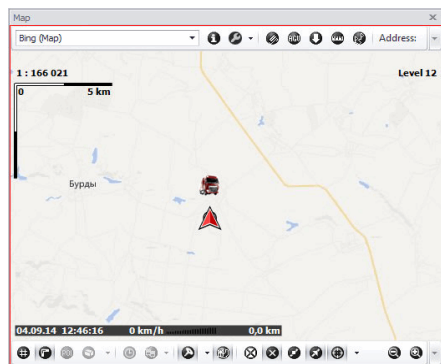 Map
Bing (Map)
Address:
1 : 166 021
Level 12
0 5 km
Бурды
04.09.14 12:46:16 0 km/h 0,0 km